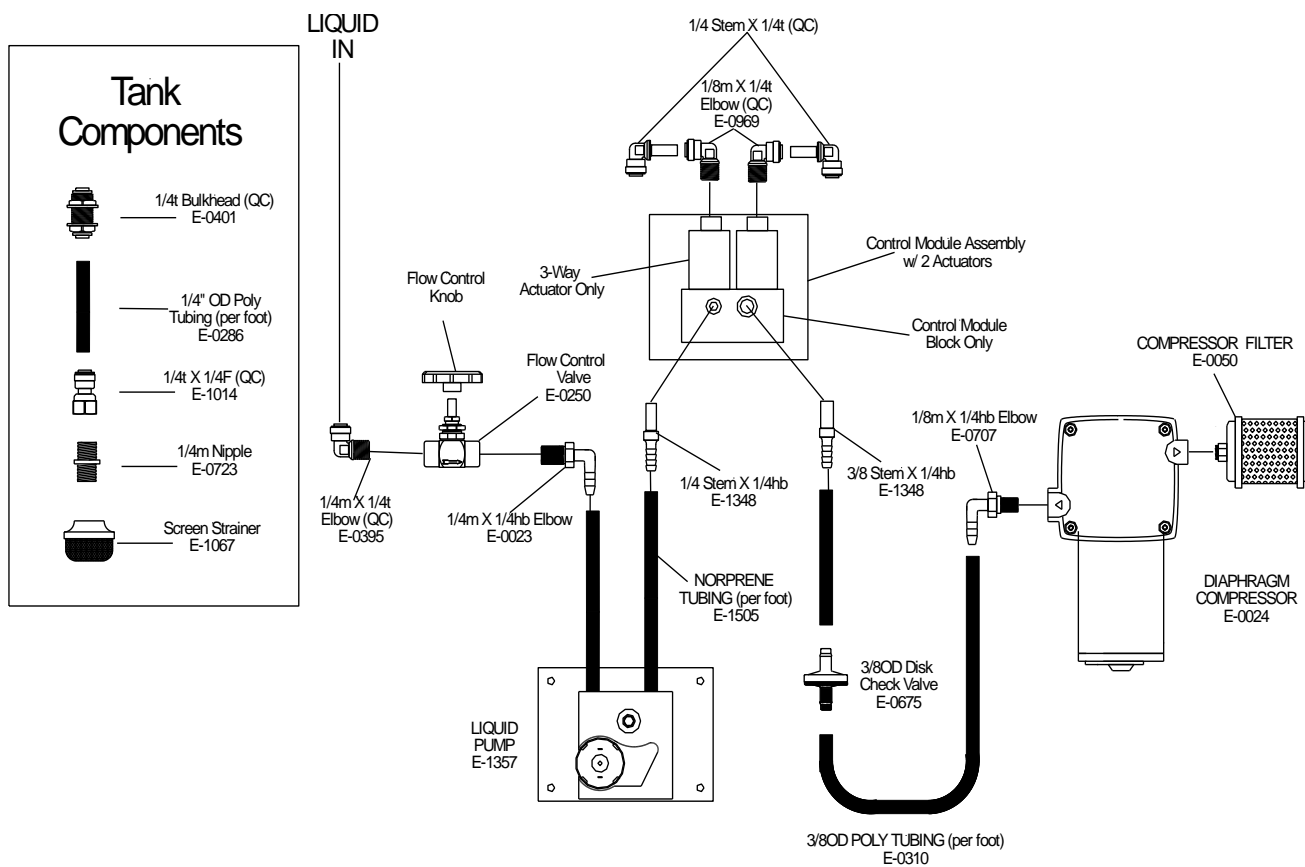 Tank
Components
1/4t Bulkhead (QC)
E-0401
1/4" OD Poly
Tubing (per foot)
E-0286
1/4t X 1/4F (QC)
E-1014
1/4m Nipple
E-0723
Screen Strainer
E-1067
LIQUID
IN
1/4 Stem X 1/4t (QC)
1/8m X 1/4t
Elbow (QC)
E-0969
3-Way
Actuator Only
Control Module Assembly
w/ 2 Actuators
Control Module
Block Only
Flow Control
Knob
Flow Control
Valve
E-0250
1/4m X 1/4t
Elbow (QC)
E-0395
1/4m X 1/4hb Elbow
E-0023
1/4 Stem X 1/4hb
E-1348
3/8 Stem X 1/4hb
E-1348
NORPRENE
TUBING (per foot)
E-1505
LIQUID
PUMP
E-1357
3/8OD Disk
Check Valve
E-0675
3/8OD POLY TUBING (per foot)
E-0310
1/8m X 1/4hb Elbow
E-0707
COMPRESSOR FILTER
E-0050
DIAPHRAGM
COMPRESSOR
E-0024